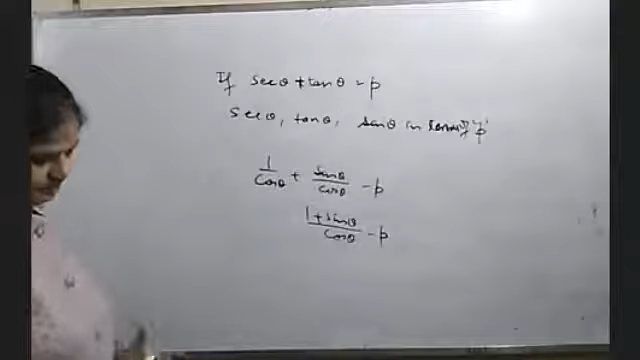 If secθ + tanθ = p
secθ, tanθ, sinθ in terms of 'p'
1/cosθ + sinθ/cosθ = p
1 + sinθ/cosθ = p